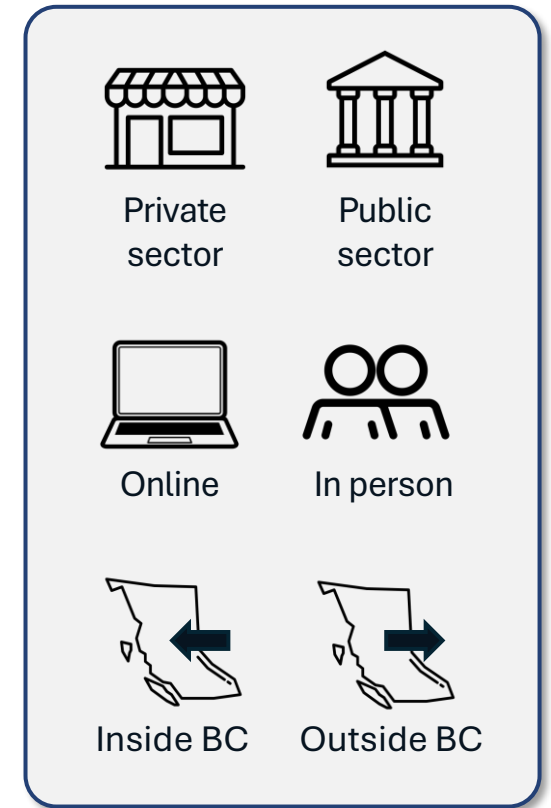 Private
sector
Public
sector
Online
In person
Inside BC
Outside BC